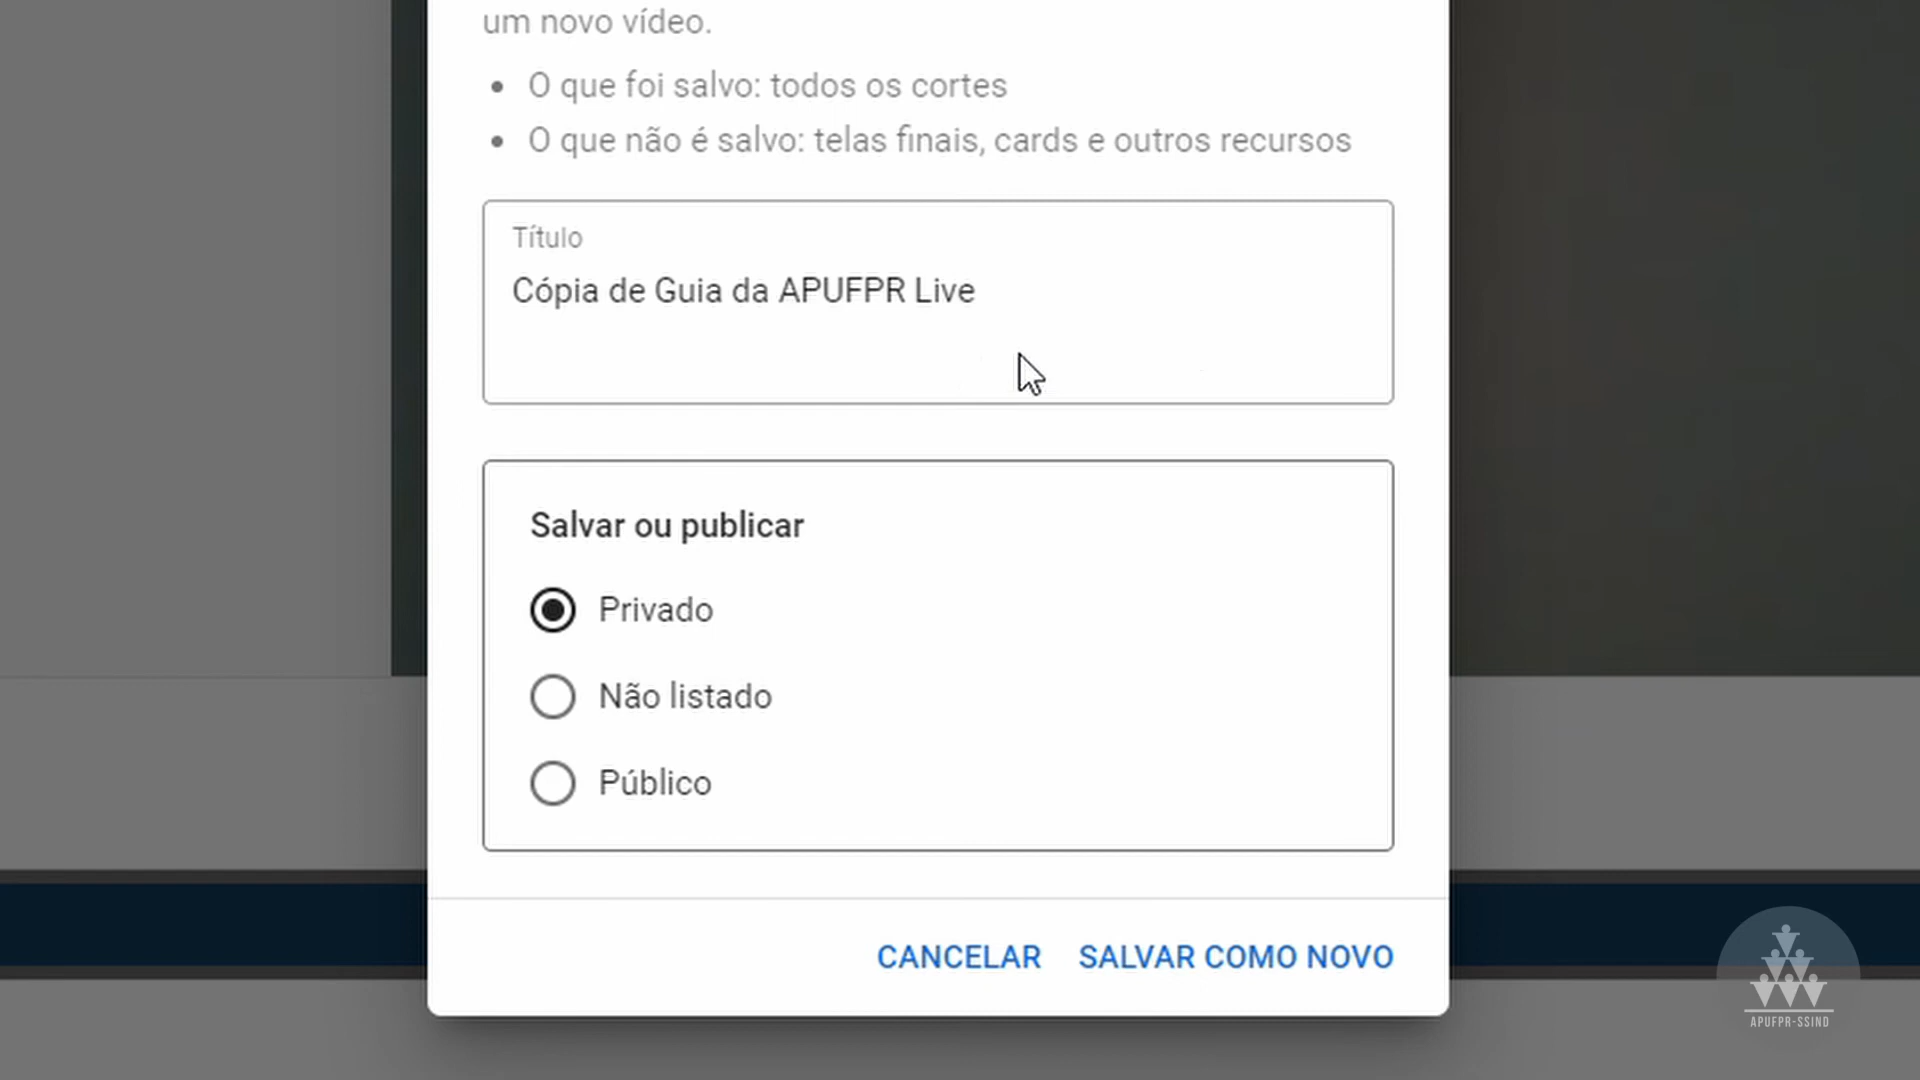 um novo vídeo.
• O que foi salvo: todos os cortes
• O que não é salvo: telas finais, cards e outros recursos
Título
Cópia de Guia da APUFPR Live
Salvar ou publicar
Privado
Não listado
Público
CANCELAR SALVAR COMO NOVO
APUFPR-SSIND